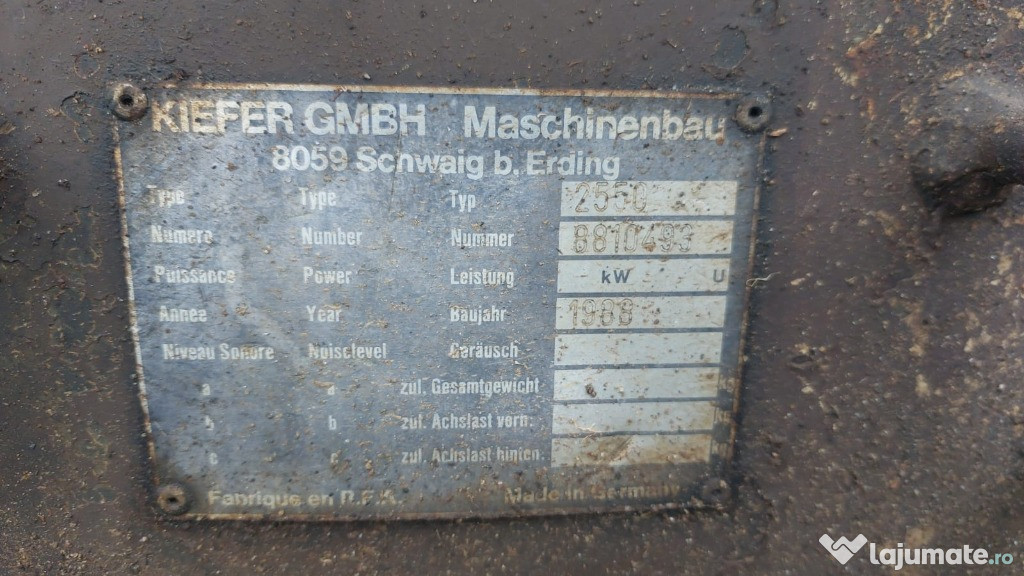 KIEFER GMBH Maschinenbau
8059 Schwaig b. Erding
Type Type Typ 2550
Numero Number Nummer 8810493
Puissance Power Leistung kW U
Annee Year Baujahr 1988
Niveau Sonore Noiselevel Garäusch
a a zul. Gesamtgewicht
b b zul. Achslast vorn:
c c zul. Achslast hinten:
Fabrique en R.F.A. Made in Germany
lajumate.ro